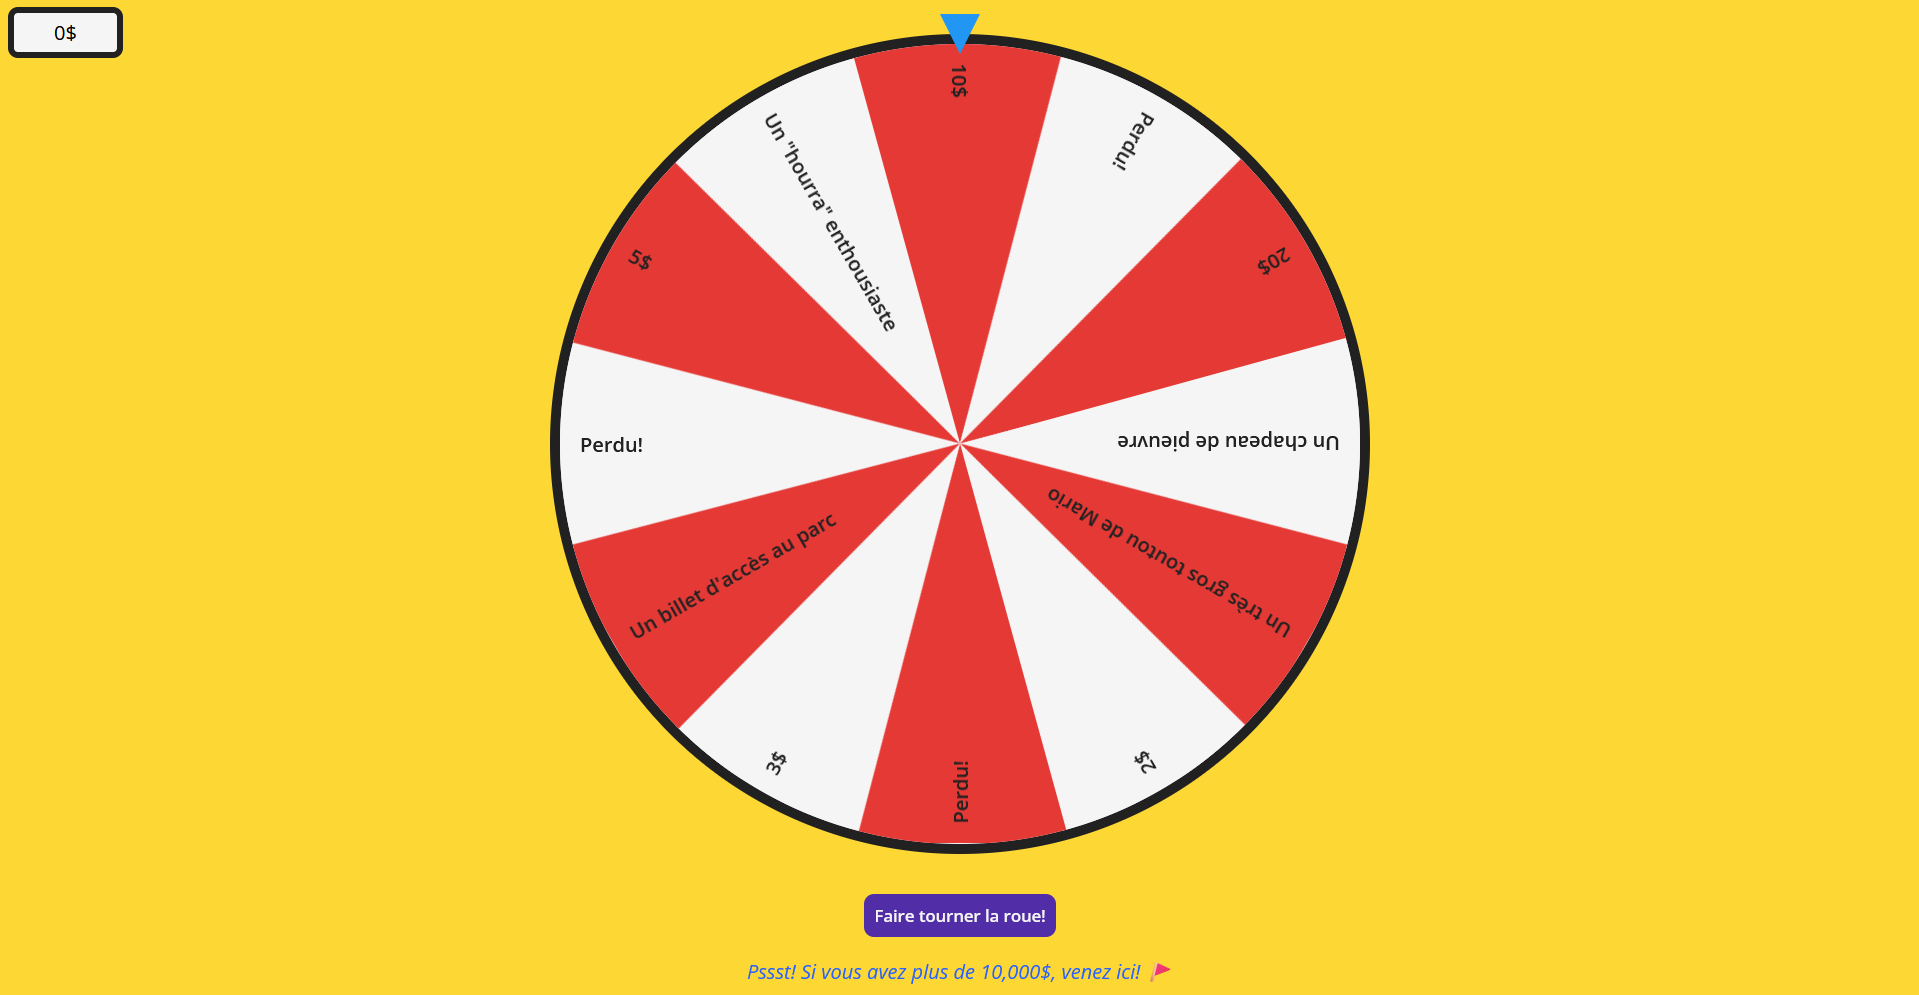 0$
10$
Perdu!
20$
Un chapeau de pieuvre
Un très gros toutou de Mario
2$
Perdu!
3$
Un billet d'accès au parc
Perdu!
5$
Un "hourra" enthousiaste
Faire tourner la roue!
Pssst! Si vous avez plus de 10,000$, venez ici! 🚩